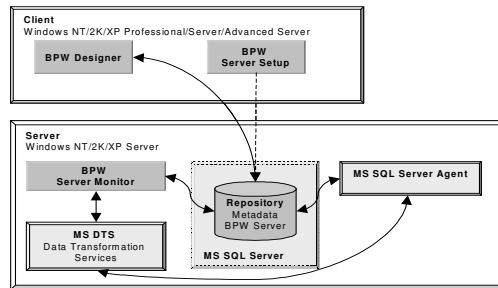 Client
Windows NT/2K/XP Professional/Server/Advanced Server
BPW Designer
BPW
Server Setup
Server
Windows NT/2K/XP Server
BPW
Server Monitor
Repository
Metadata
BPW Server
MS SQL Server
MS SQL Server Agent
MS DTS
Data Transformation
Services